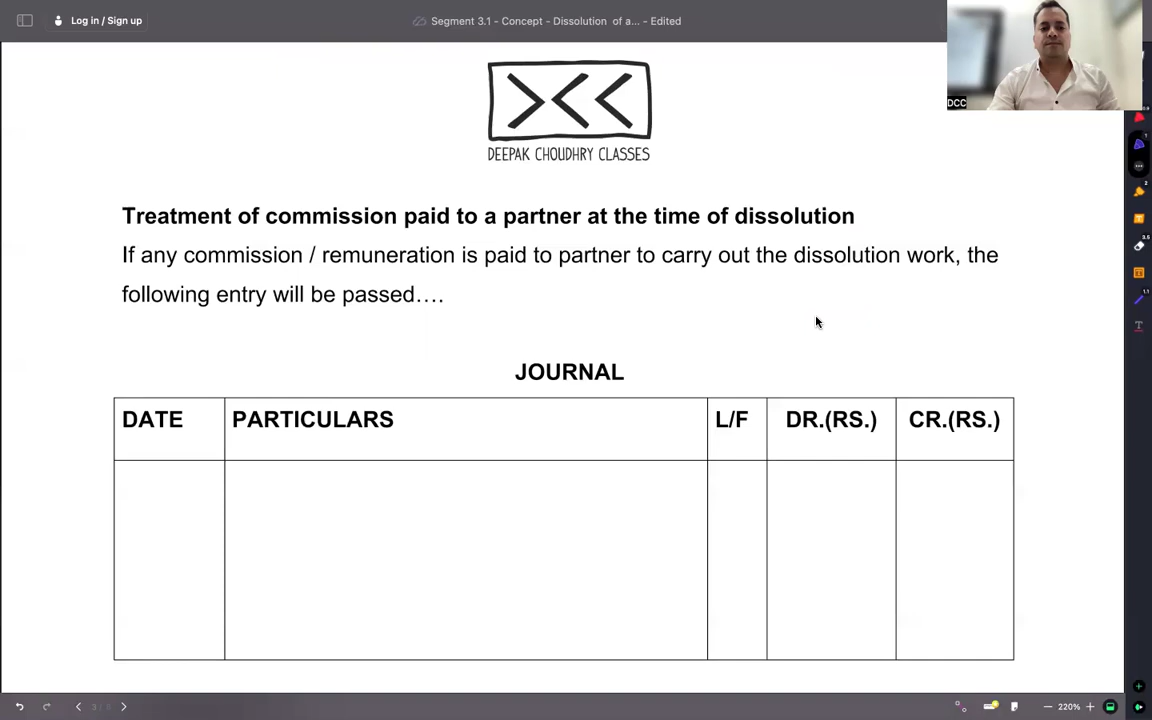 Log in / Sign up
Segment 3.1 - Concept - Dissolution of a... - Edited
DCC
DEEPAK CHOUDHRY CLASSES
Treatment of commission paid to a partner at the time of dissolution
If any commission / remuneration is paid to partner to carry out the dissolution work, the
following entry will be passed….
JOURNAL
DATE PARTICULARS L/F DR.(RS.) CR.(RS.)
220%